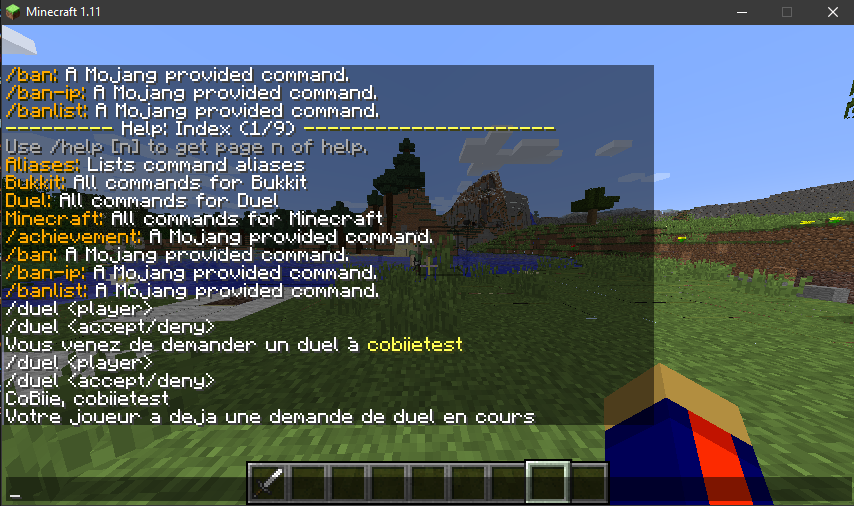 Minecraft 1.11
/ban: A Mojang provided command.
/ban-ip: A Mojang provided command.
/banlist: A Mojang provided command.
--------- Help: Index (1/9) ---------------------
Use /help [n] to get page n of help.
Aliases: Lists command aliases
Bukkit: All commands for Bukkit
Duel: All commands for Duel
Minecraft: All commands for Minecraft
/achievement: A Mojang provided command.
/ban: A Mojang provided command.
/ban-ip: A Mojang provided command.
/banlist: A Mojang provided command.
/duel <player>
/duel <accept/deny>
Vous venez de demander un duel à cobiietest
/duel <player>
/duel <accept/deny>
CoBiie, cobiietest
Votre joueur a deja une demande de duel en cours
_